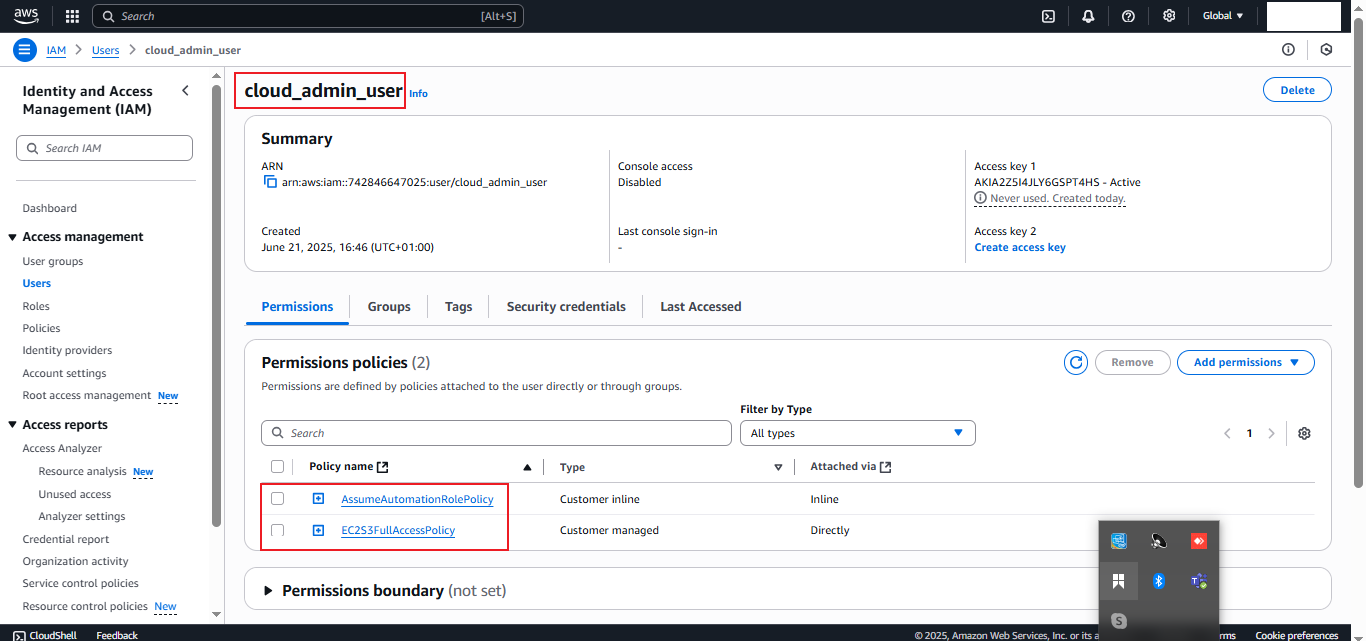 aws
Search [Alt+S]
Global
IAM > Users > cloud_admin_user
Identity and Access Management (IAM)
Search IAM
Dashboard
Access management
User groups
Users
Roles
Policies
Identity providers
Account settings
Root access management New
Access reports
Access Analyzer
Resource analysis New
Unused access
Analyzer settings
Credential report
Organization activity
Service control policies
Resource control policies New
cloud_admin_user Info
Delete
Summary
ARN
arn:aws:iam::742846647025:user/cloud_admin_user
Created
June 21, 2025, 16:46 (UTC+01:00)
Console access
Disabled
Last console sign-in
-
Access key 1
AKIA2Z5I4JLY6GSPT4HS - Active
Never used. Created today.
Access key 2
Create access key
Permissions Groups Tags Security credentials Last Accessed
Permissions policies (2)
Remove
Add permissions
Permissions are defined by policies attached to the user directly or through groups.
Filter by Type
Search
All types
1
Policy name Type Attached via
AssumeAutomationRolePolicy Customer inline Inline
EC2S3FullAccessPolicy Customer managed Directly
Permissions boundary (not set)
CloudShell Feedback
© 2025, Amazon Web Services, Inc. or its a
rms Cookie preferences